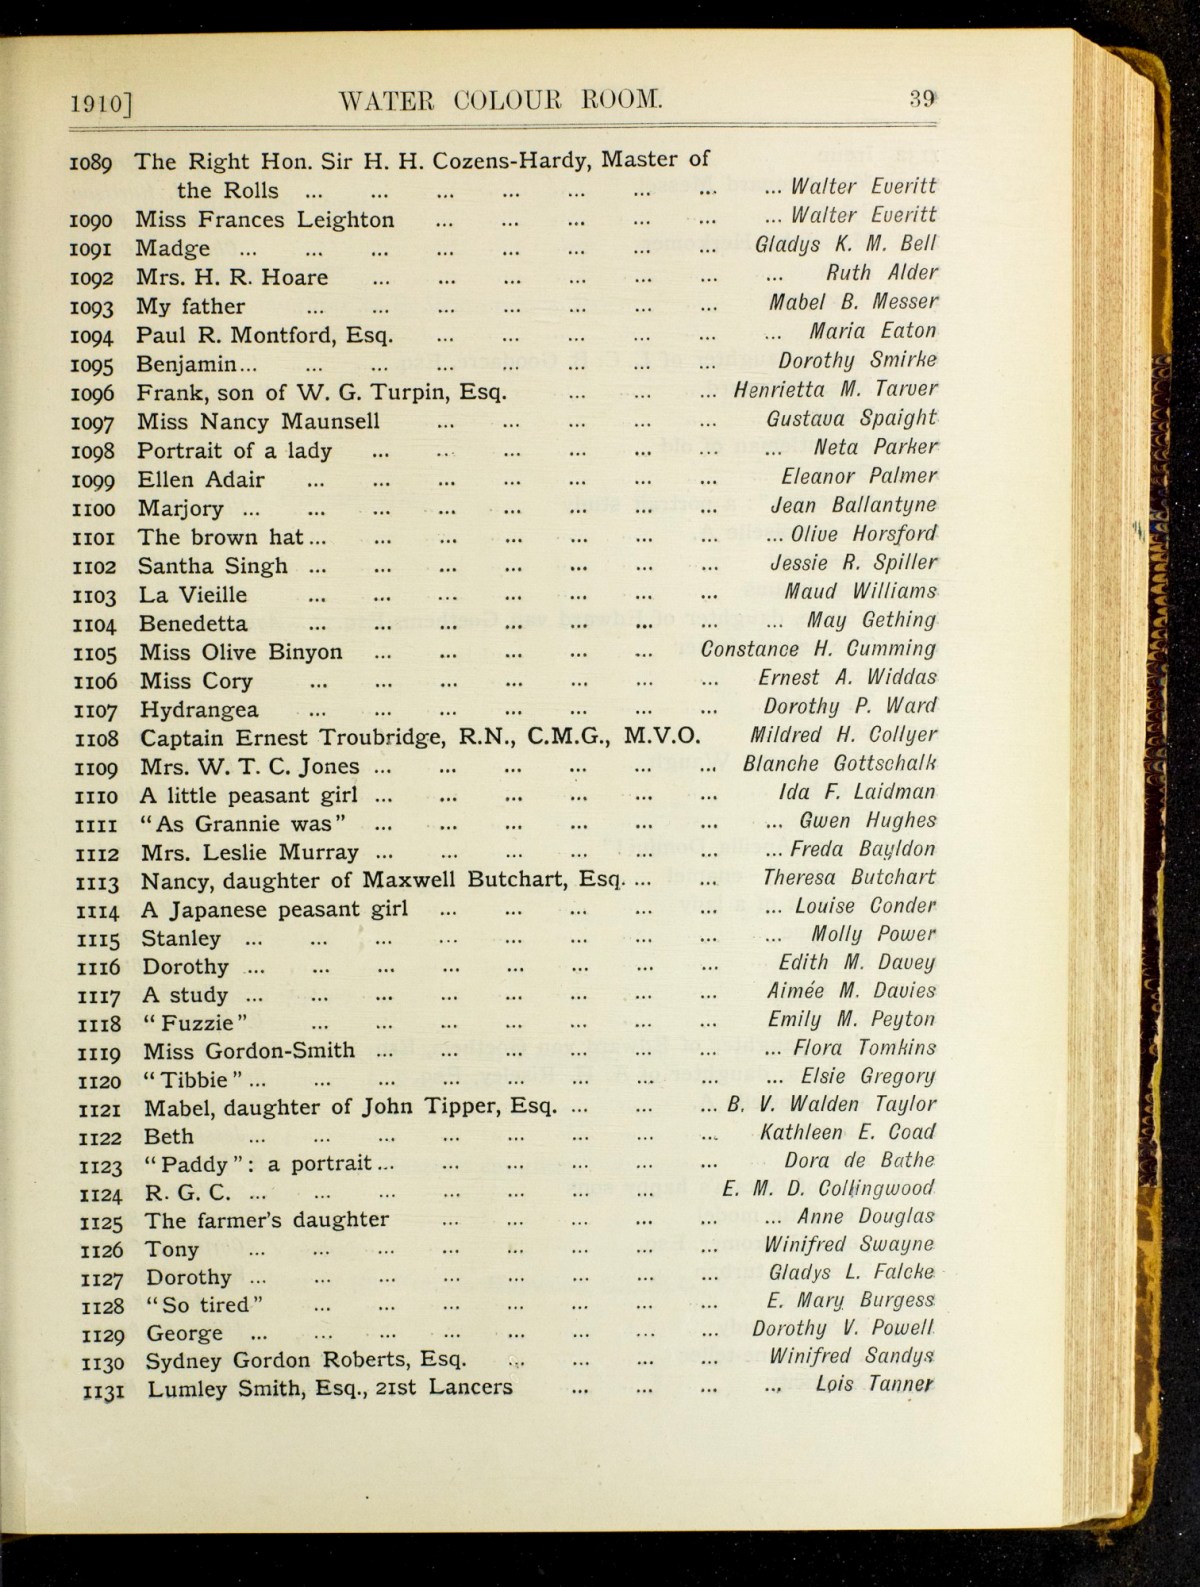 1910] WATER COLOUR ROOM. 39
1089 The Right Hon. Sir H. H. Cozens-Hardy, Master of
the Rolls ... ... ... ... ... ... ... ... Walter Everitt
1090 Miss Frances Leighton ... ... ... ... ... ... Walter Everitt
1091 Madge ... ... ... ... ... ... ... ... Gladys K. M. Bell
1092 Mrs. H. R. Hoare ... ... ... ... ... ... ... Ruth Alder
1093 My father ... ... ... ... ... ... ... Mabel B. Messer
1094 Paul R. Montford, Esq. ... ... ... ... ... ... Maria Eaton
1095 Benjamin... ... ... ... ... ... ... ... Dorothy Smirke
1096 Frank, son of W. G. Turpin, Esq. ... ... ... Henrietta M. Tarver
1097 Miss Nancy Maunsell ... ... ... ... ... Gustava Spaight
1098 Portrait of a lady ... ... ... ... ... ... ... Neta Parker
1099 Ellen Adair ... ... ... ... ... ... ... Eleanor Palmer
1100 Marjory ... ... ... ... ... ... ... ... Jean Ballantyne
1101 The brown hat... ... ... ... ... ... ... ... Olive Horsford
1102 Santha Singh ... ... ... ... ... ... ... Jessie R. Spiller
1103 La Vieille ... ... ... ... ... ... ... Maud Williams
1104 Benedetta ... ... ... ... ... ... ... ... May Gething
1105 Miss Olive Binyon ... ... ... ... ... Constance H. Cumming
1106 Miss Cory ... ... ... ... ... ... ... Ernest A. Widdas
1107 Hydrangea ... ... ... ... ... ... ... Dorothy P. Ward
1108 Captain Ernest Troubridge, R.N., C.M.G., M.V.O. Mildred H. Collyer
1109 Mrs. W. T. C. Jones ... ... ... ... ... ... Blanche Gottschalk
1110 A little peasant girl ... ... ... ... ... ... Ida F. Laidman
1111 "As Grannie was" ... ... ... ... ... ... ... Gwen Hughes
1112 Mrs. Leslie Murray ... ... ... ... ... ... ... Freda Bayldon
1113 Nancy, daughter of Maxwell Butchart, Esq. ... ... Theresa Butchart
1114 A Japanese peasant girl ... ... ... ... ... ... Louise Conder
1115 Stanley ... ... ... ... ... ... ... ... ... Molly Power
1116 Dorothy ... ... ... ... ... ... ... ... Edith M. Davey
1117 A study ... ... ... ... ... ... ... ... Aimée M. Davies
1118 "Fuzzie" ... ... ... ... ... ... ... Emily M. Peyton
1119 Miss Gordon-Smith ... ... ... ... ... ... ... Flora Tomkins
1120 "Tibbie"... ... ... ... ... ... ... ... ... Elsie Gregory
1121 Mabel, daughter of John Tipper, Esq. ... ... ... B. V. Walden Taylor
1122 Beth ... ... ... ... ... ... ... ... Kathleen E. Coad
1123 "Paddy": a portrait... ... ... ... ... ... Dora de Bathe
1124 R. G. C. ... ... ... ... ... ... ... E. M. D. Collingwood
1125 The farmer's daughter ... ... ... ... ... ... Anne Douglas
1126 Tony ... ... ... ... ... ... ... ... Winifred Swayne
1127 Dorothy ... ... ... ... ... ... ... ... Gladys L. Falcke
1128 "So tired" ... ... ... ... ... ... ... E. Mary Burgess
1129 George ... ... ... ... ... ... ... ... Dorothy V. Powell
1130 Sydney Gordon Roberts, Esq. ... ... ... ... Winifred Sandys
1131 Lumley Smith, Esq., 21st Lancers ... ... ... ... Lois Tanner